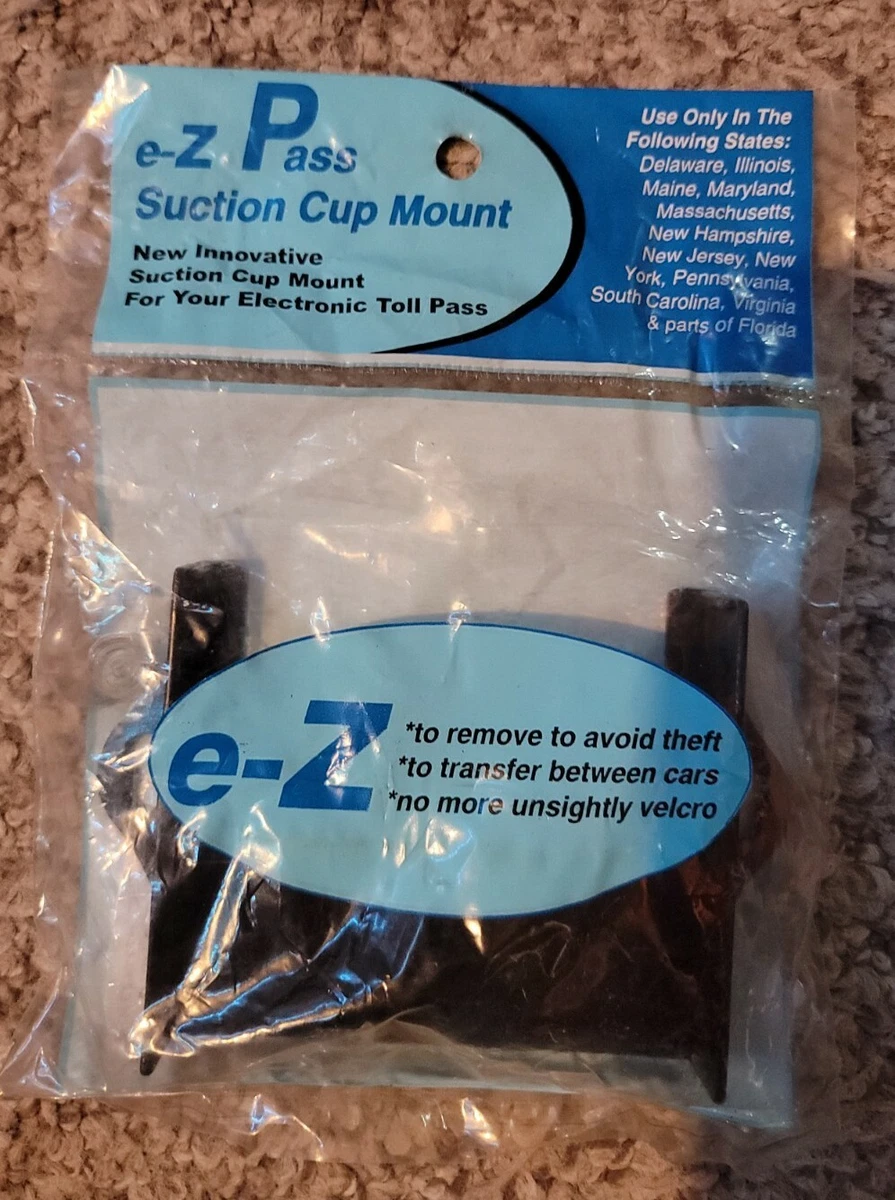 e-Z Pass
Suction Cup Mount
New Innovative
Suction Cup Mount
For Your Electronic Toll Pass
Use Only In The
Following States:
Delaware, Illinois,
Maine, Maryland,
Massachusetts,
New Hampshire,
New Jersey, New
York, Pennsylvania,
South Carolina, Virginia
& parts of Florida
e-Z
*to remove to avoid theft
*to transfer between cars
*no more unsightly velcro